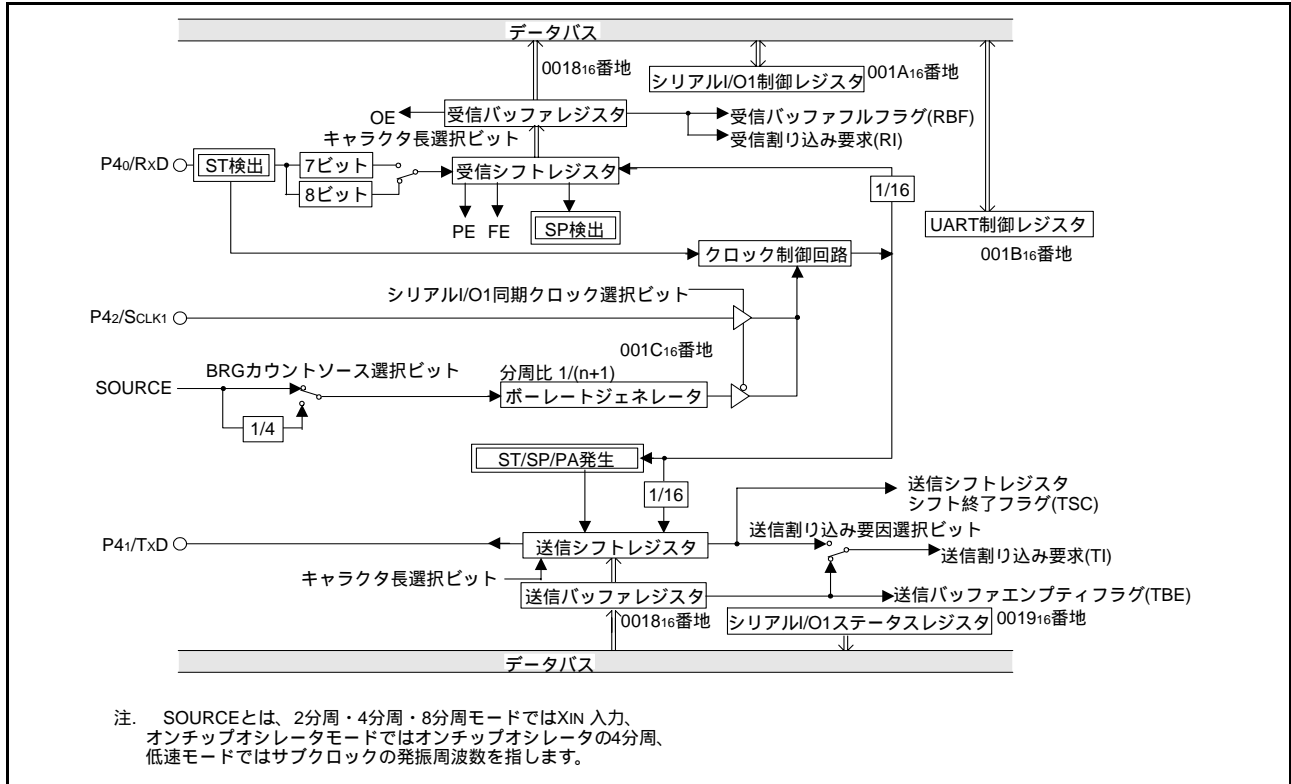 データバス
0018₁₆番地
シリアルI/O1制御レジスタ
001A₁₆番地
OE
受信バッファレジスタ
受信バッファフルフラグ(RBF)
受信割り込み要求(RI)
キャラクタ長選択ビット
P4₀/RxD
ST検出
7ビット
8ビット
受信シフトレジスタ
1/16
PE FE
SP検出
UART制御レジスタ
001B₁₆番地
クロック制御回路
シリアルI/O1同期クロック選択ビット
P4₂/SCLK1
001C₁₆番地
BRGカウントソース選択ビット
分周比 1/(n+1)
SOURCE
ボーレートジェネレータ
1/4
ST/SP/PA発生
1/16
送信シフトレジスタ
シフト終了フラグ(TSC)
送信割り込み要因選択ビット
P4₁/TxD
送信シフトレジスタ
送信割り込み要求(TI)
キャラクタ長選択ビット
送信バッファレジスタ
送信バッファエンプティフラグ(TBE)
0018₁₆番地
シリアルI/O1ステータスレジスタ
0019₁₆番地
データバス
注. SOURCEとは、2分周・4分周・8分周モードではXIN 入力、
オンチップオシレータモードではオンチップオシレータの4分周、
低速モードではサブクロックの発振周波数を指します。